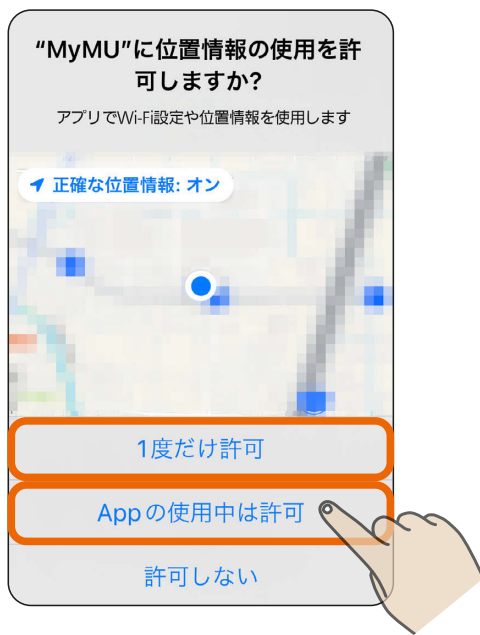 “MyMU”に位置情報の使用を許
可しますか?
アプリでWi-Fi設定や位置情報を使用します
正確な位置情報: オン
1度だけ許可
Appの使用中は許可
許可しない